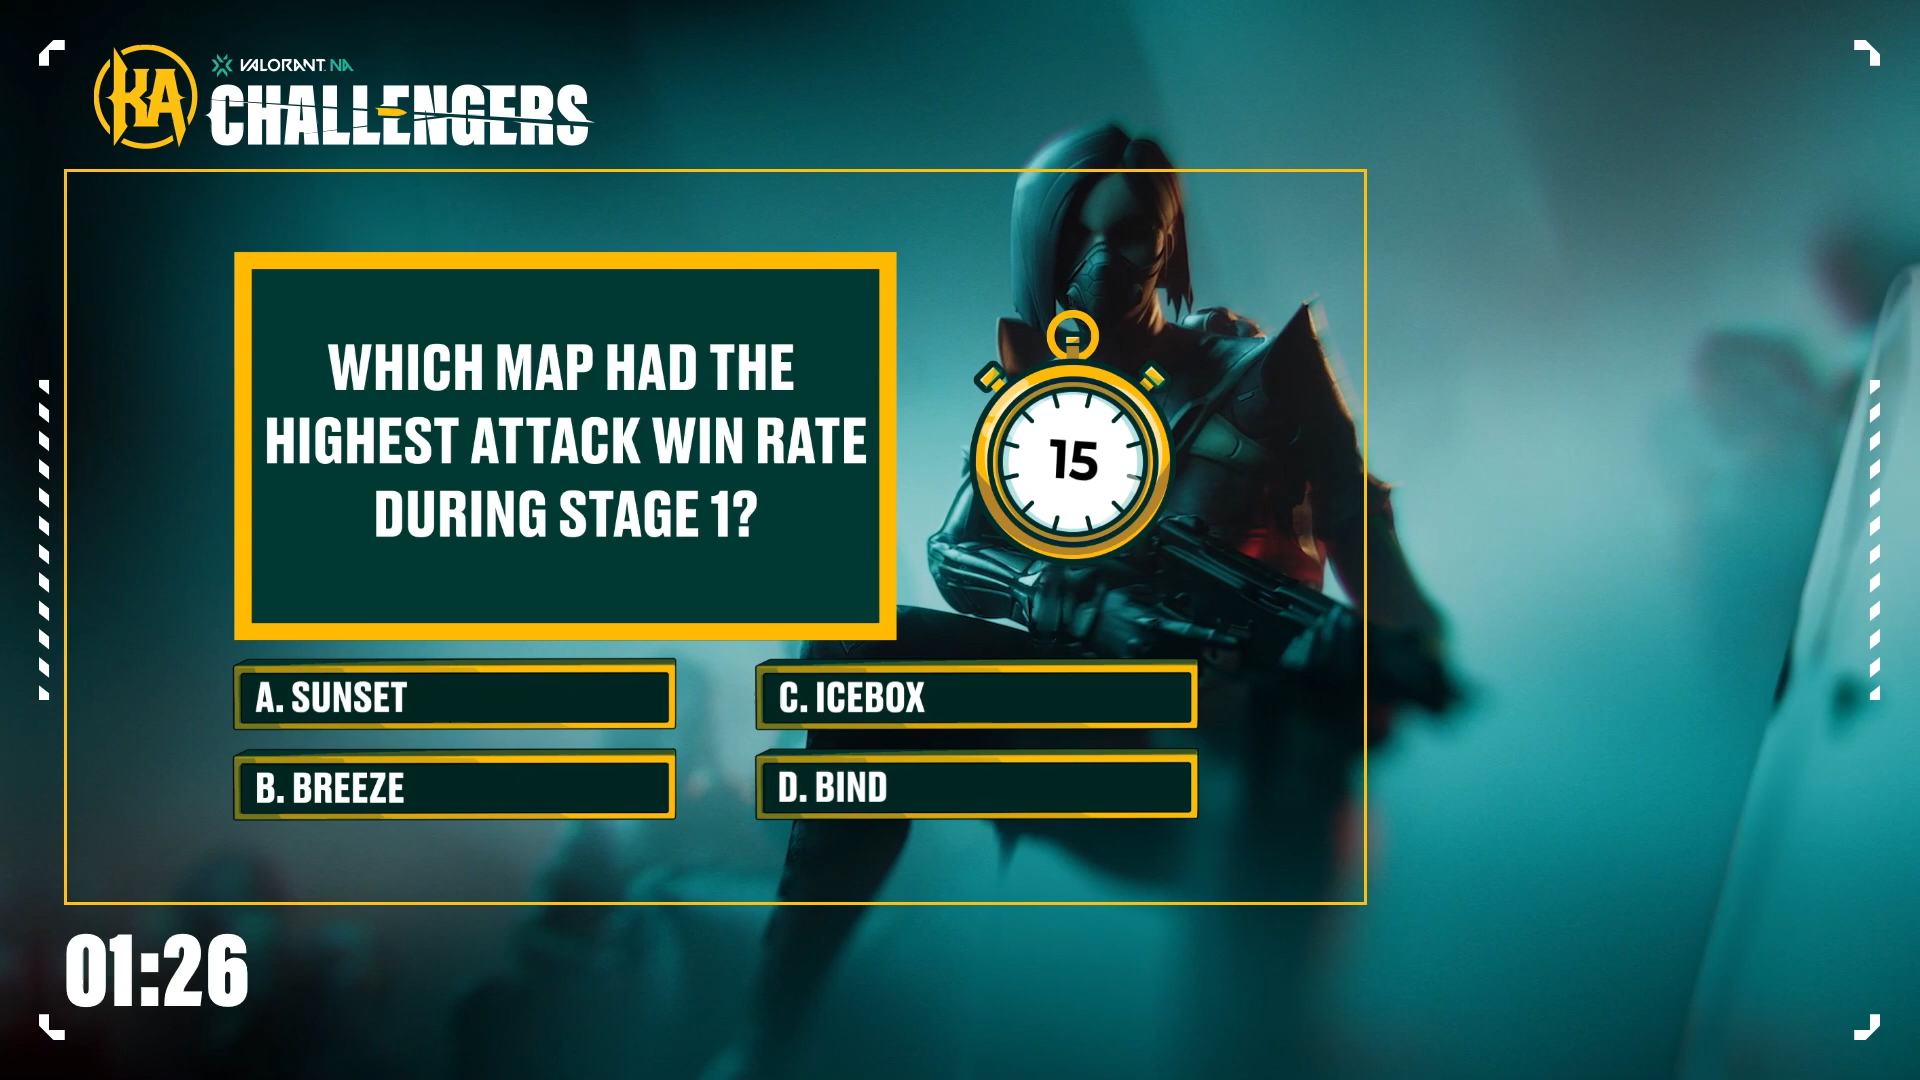 KA
VALORANT NA
CHALLENGERS
WHICH MAP HAD THE
HIGHEST ATTACK WIN RATE
DURING STAGE 1?
15
A. SUNSET
C. ICEBOX
B. BREEZE
D. BIND
01:26